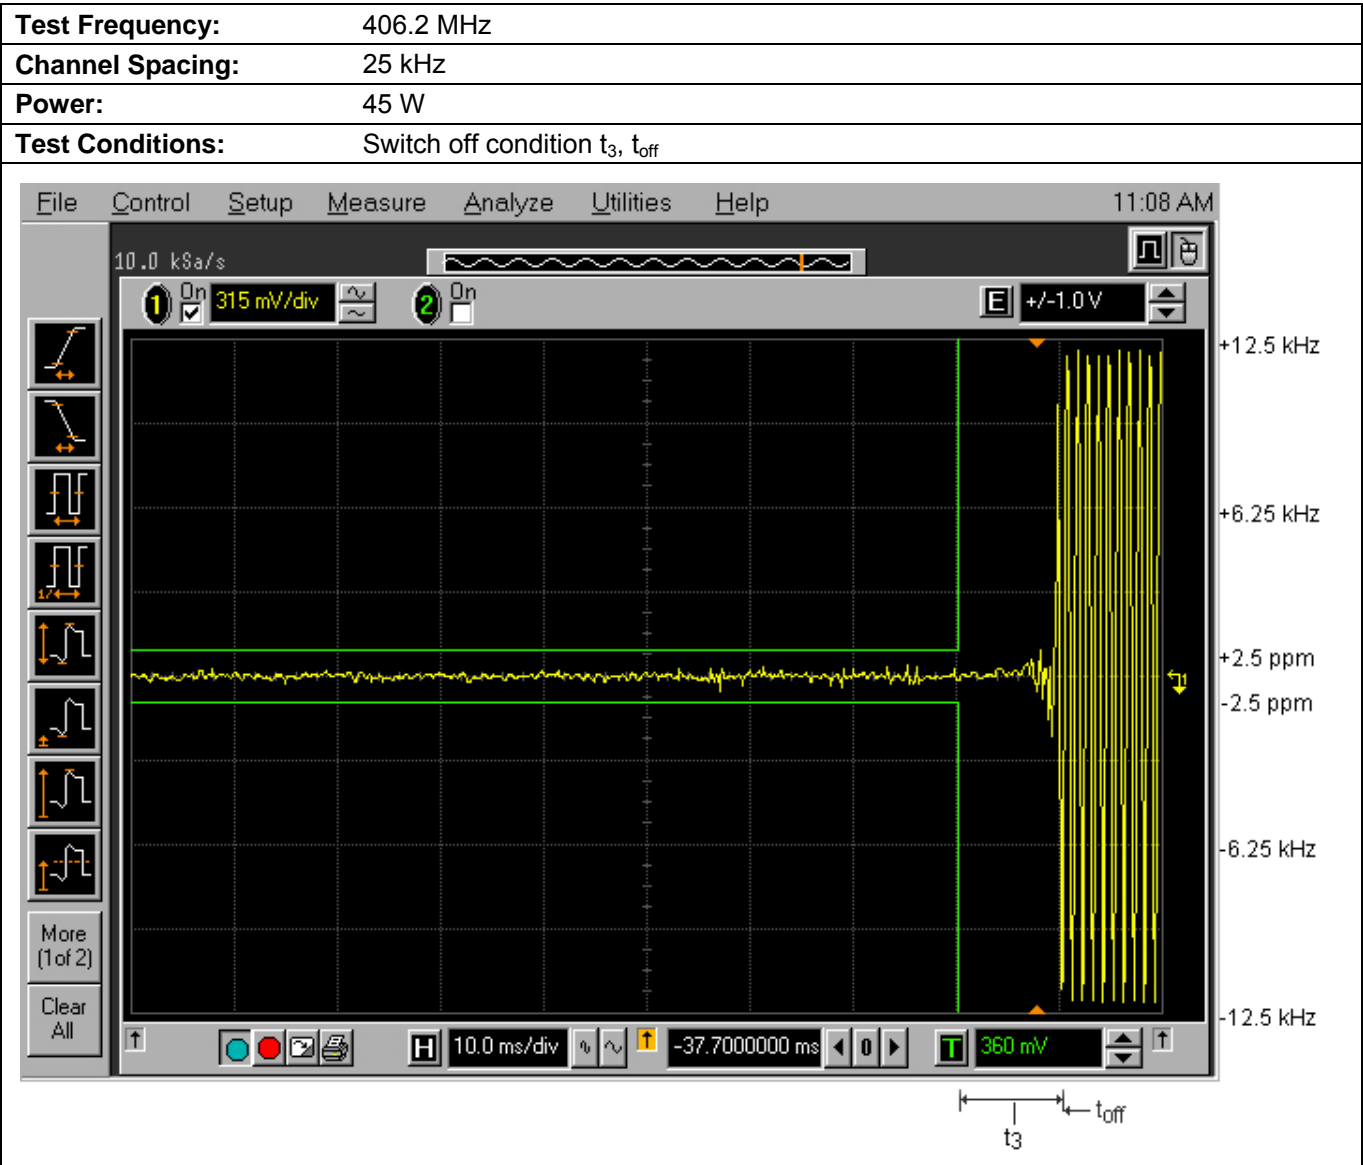 Test Frequency: 406.2 MHz
Channel Spacing: 25 kHz
Power: 45 W
Test Conditions: Switch off condition t3, toff
File Control Setup Measure Analyze Utilities Help 11:08 AM
10.0 kSa/s
1 On 315 mV/div 2 On E +/-1.0 V
+12.5 kHz
+6.25 kHz
+2.5 ppm
-2.5 ppm
-6.25 kHz
-12.5 kHz
1/
More
(1of 2)
Clear
All
H 10.0 ms/div -37.7000000 ms 0 T 360 mV
toff
t3